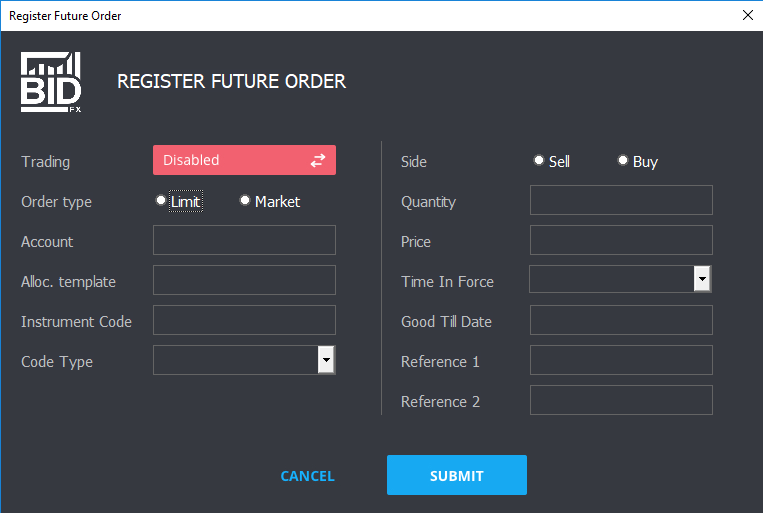 Register Future Order
BID
FX
REGISTER FUTURE ORDER
Trading
Disabled
Order type
Limit
Market
Account
Alloc. template
Instrument Code
Code Type
Side
Sell
Buy
Quantity
Price
Time In Force
Good Till Date
Reference 1
Reference 2
CANCEL
SUBMIT